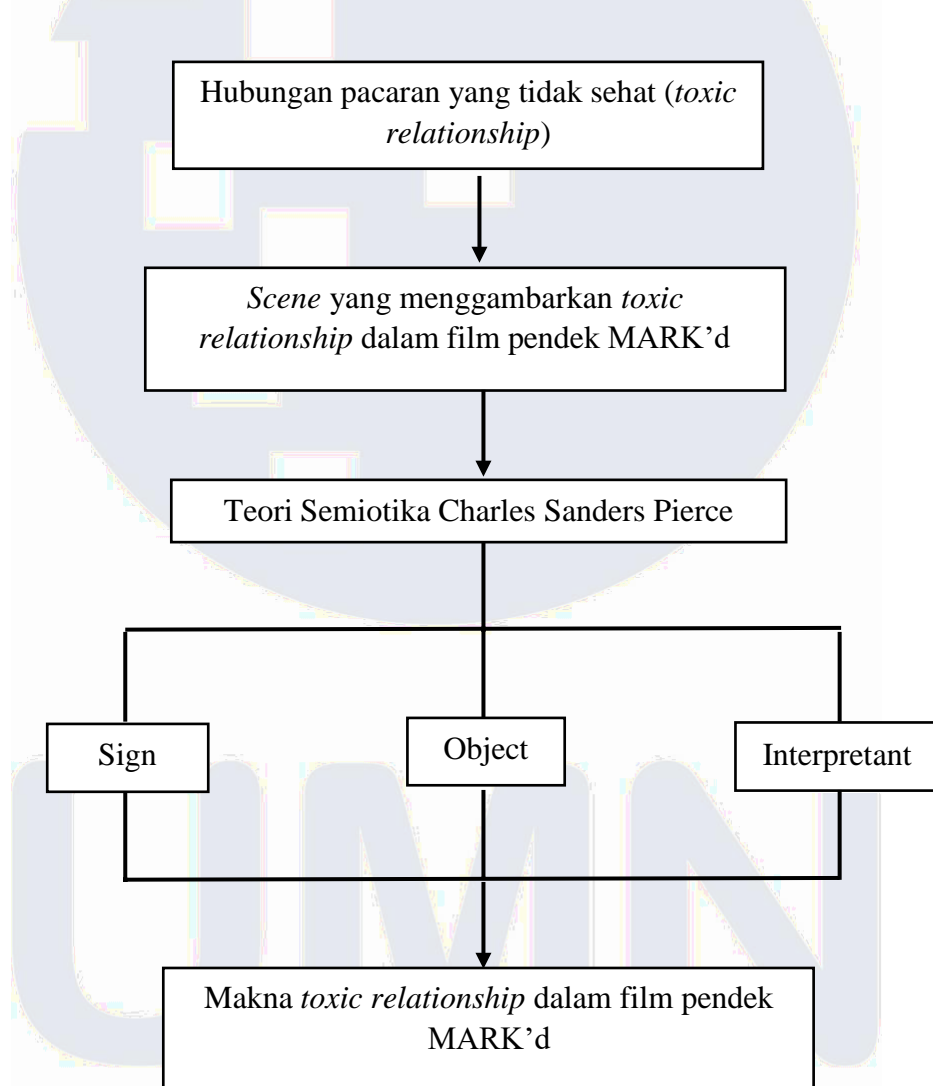 Hubungan pacaran yang tidak sehat (toxic
relationship)
Scene yang menggambarkan toxic
relationship dalam film pendek MARK’d
Teori Semiotika Charles Sanders Pierce
Sign
Object
Interpretant
Makna toxic relationship dalam film pendek
MARK’d
UMN